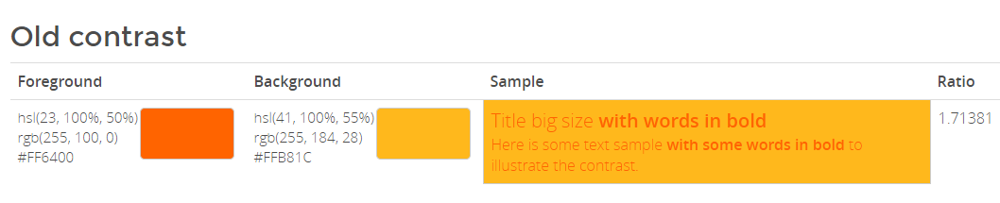 Old contrast
Foreground Background Sample Ratio
hsl(23, 100%, 50%)
rgb(255, 100, 0)
#FF6400
hsl(41, 100%, 55%)
rgb(255, 184, 28)
#FFB81C
Title big size with words in bold
Here is some text sample with some words in bold to
illustrate the contrast.
1.71381